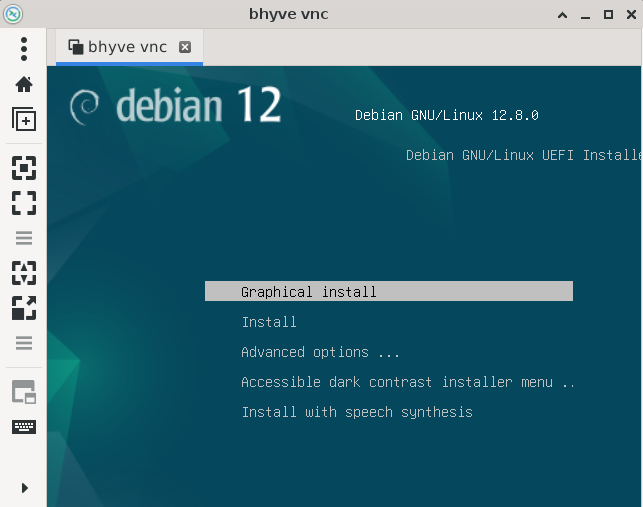 bhyve vnc
bhyve vnc
debian 12
Debian GNU/Linux 12.8.0
Debian GNU/Linux UEFI Installe
Graphical install
Install
Advanced options ...
Accessible dark contrast installer menu ..
Install with speech synthesis